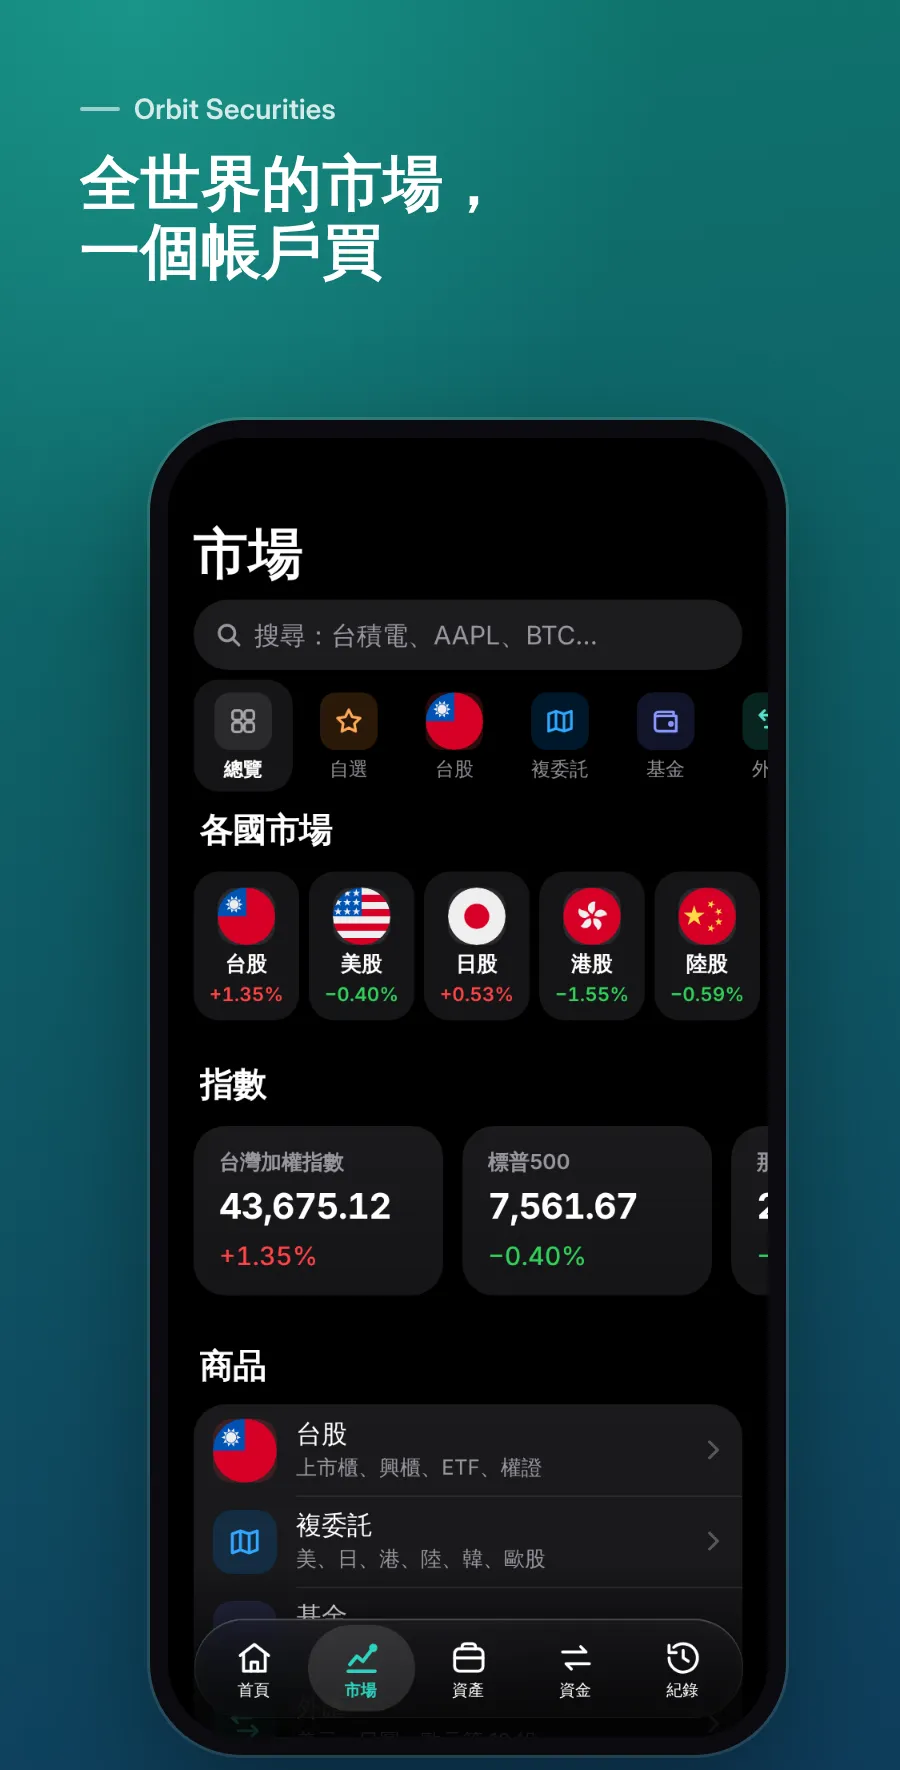 Orbit Securities
全世界的市場，
一個帳戶買
市場
搜尋：台積電、AAPL、BTC...
總覽
自選
台股
複委託
基金
外
各國市場
台股
美股
日股
港股
陸股
+1.35%
−0.40%
+0.53%
−1.55%
−0.59%
指數
台灣加權指數
標普500
43,675.12
7,561.67
+1.35%
−0.40%
商品
台股
上市櫃、興櫃、ETF、權證
複委託
美、日、港、陸、韓、歐股
基金
首頁
市場
資產
資金
紀錄